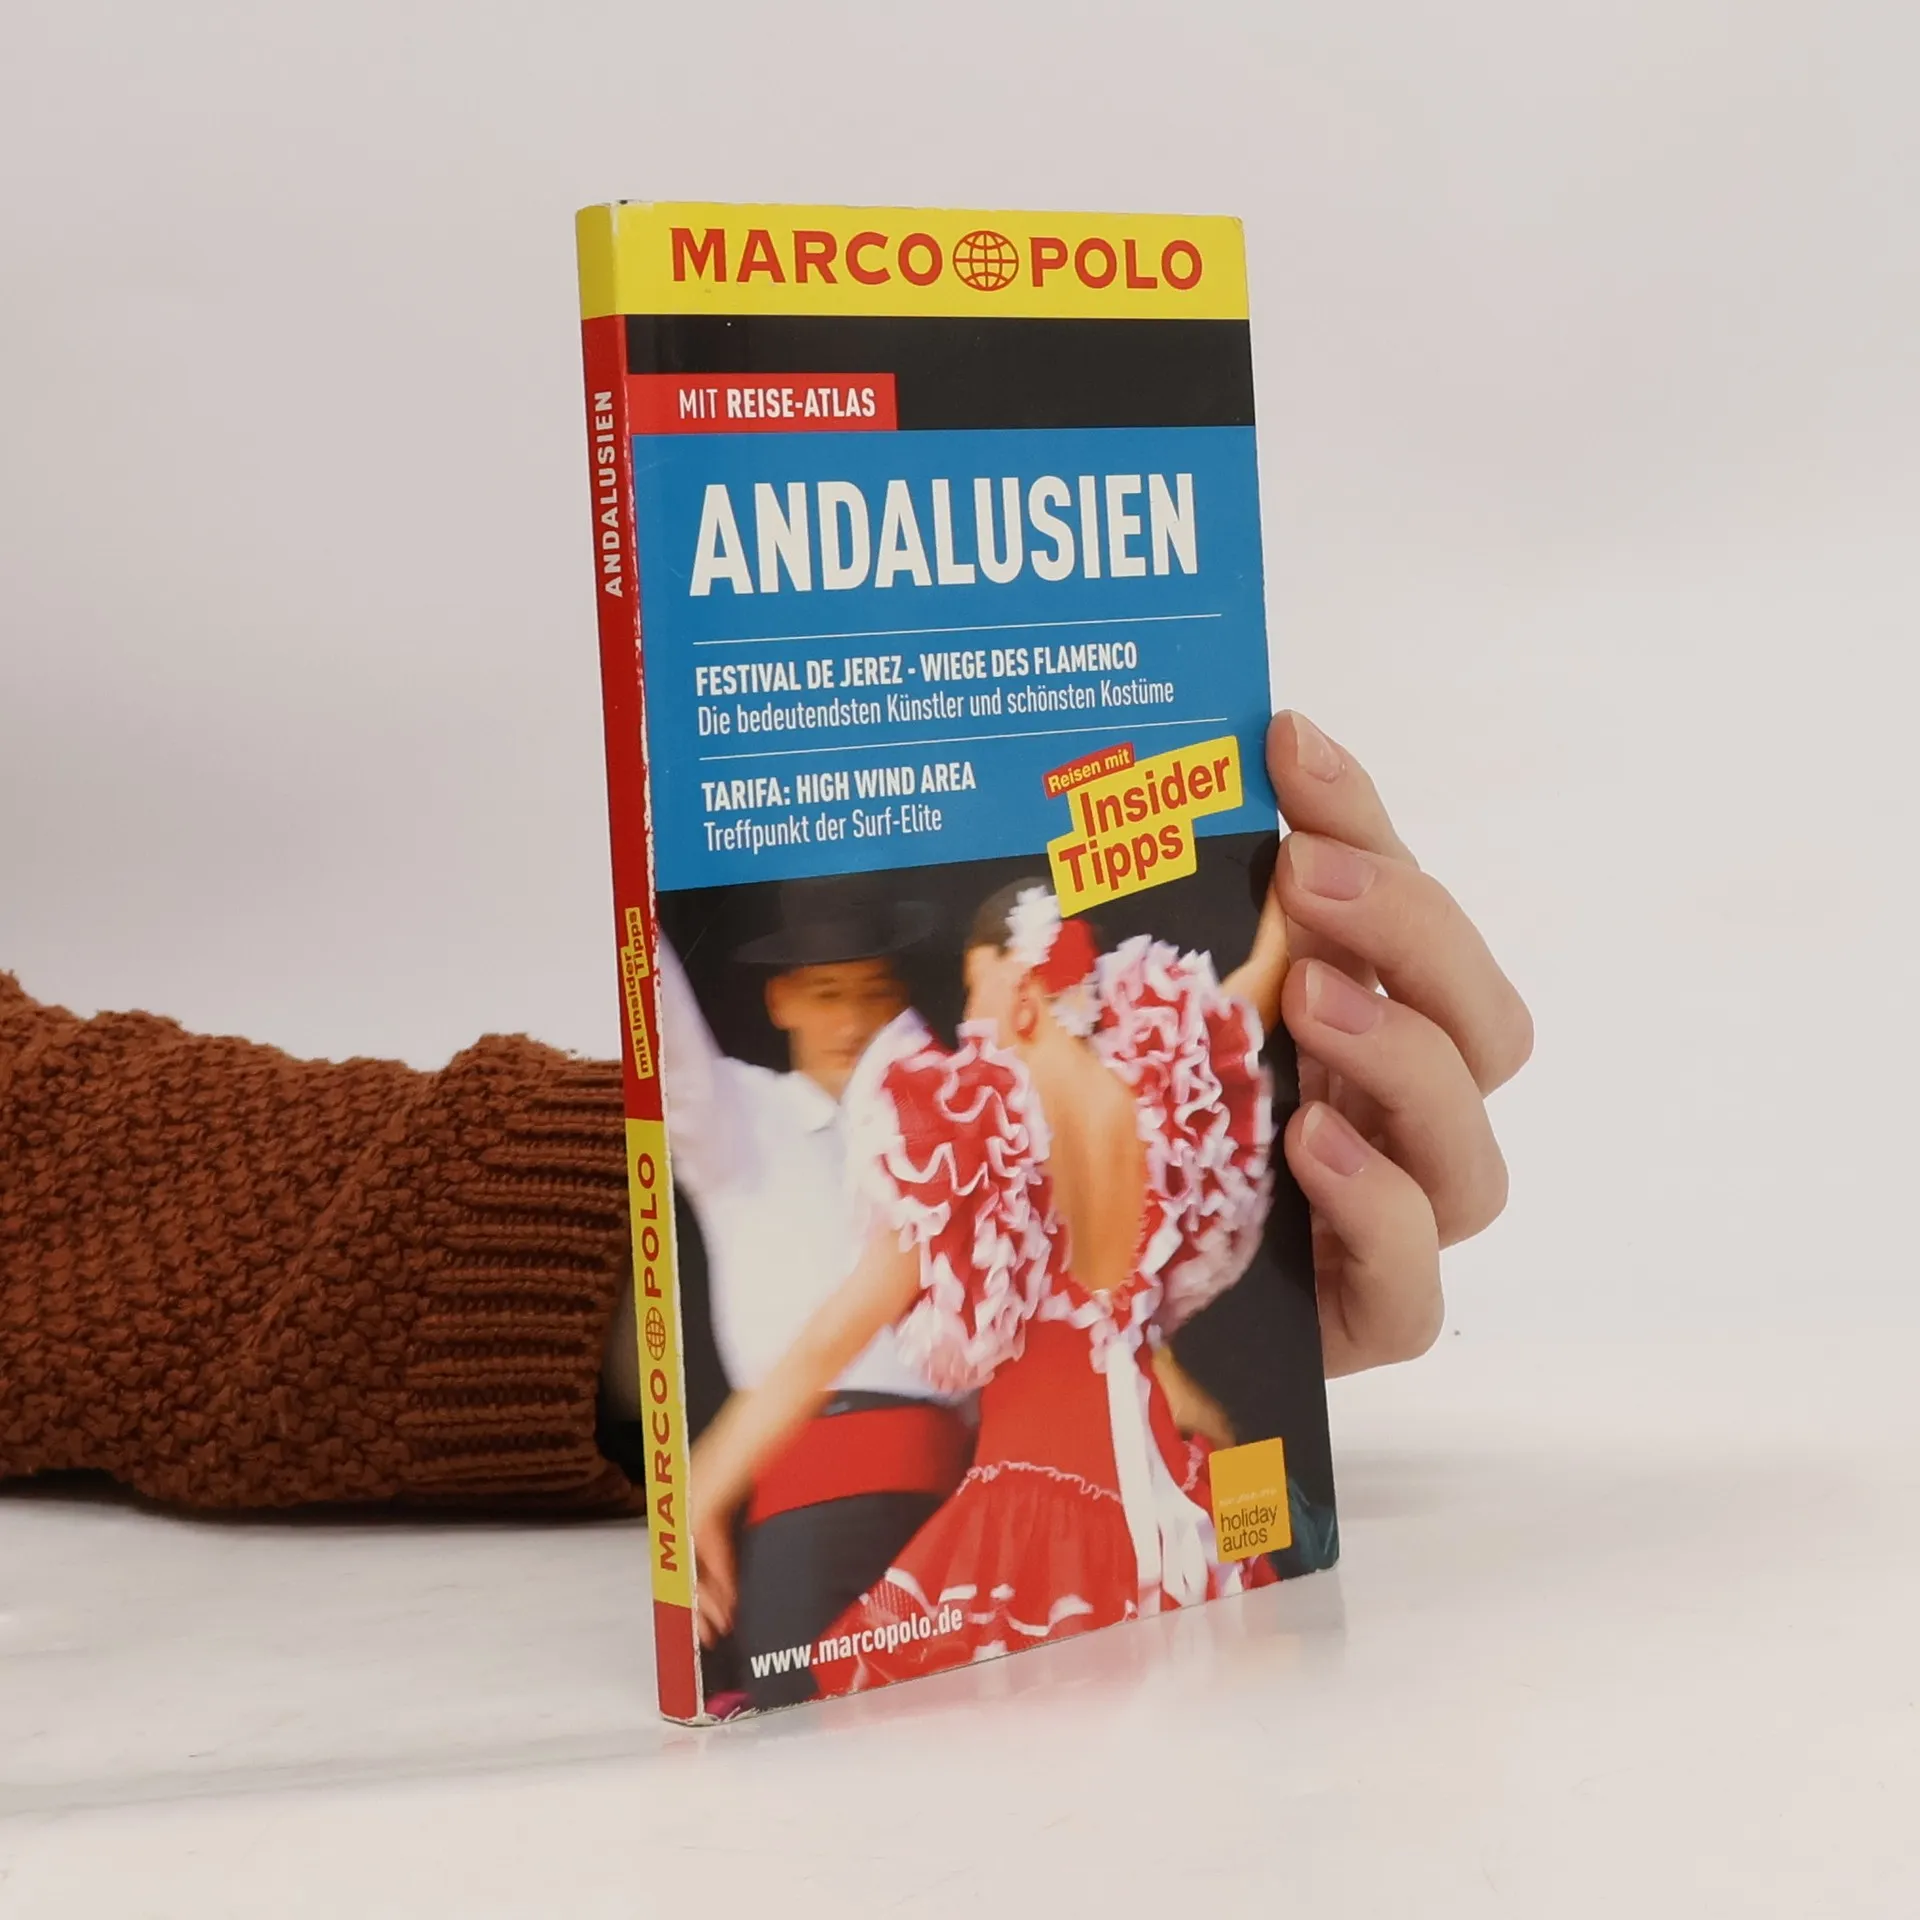 MARCO POLO
MIT REISE-ATLAS
ANDALUSIEN
FESTIVAL DE JEREZ - WIEGE DES FLAMENCO
Die bedeutendsten Künstler und schönsten Kostüme
TARIFA: HIGH WIND AREA
Treffpunkt der Surf-Elite
Reisen mit
Insider
Tipps
holiday
autos
www.marcopolo.de
ANDALUSIEN
mit Insider
Tipps
MARCO POLO